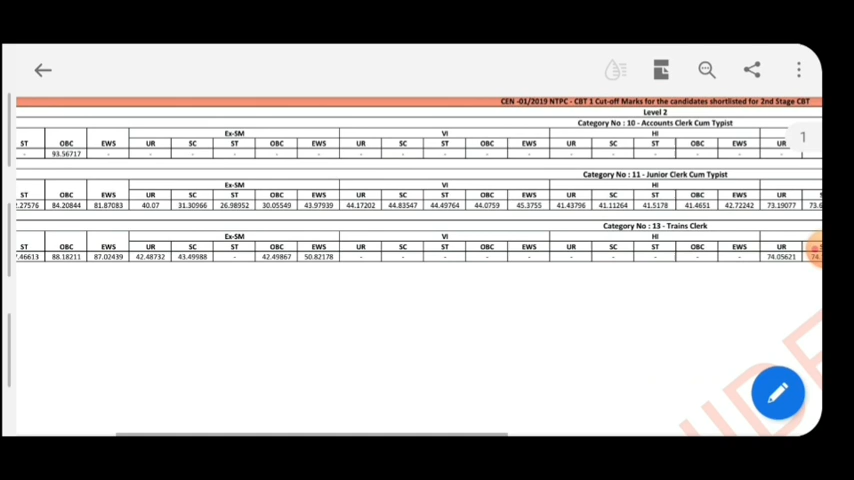 CEN -01/2019 NTPC - CBT 1 Cut-off Marks for the candidates shortlisted for 2nd Stage CBT
Level 2
1
Category No : 10 - Accounts Clerk Cum Typist
Ex-SM VI HI
ST OBC EWS UR SC ST OBC EWS UR SC ST OBC EWS UR SC ST OBC EWS UR
- 93.56717 - - - - - - - - - - - - - - - - -
Category No : 11 - Junior Clerk Cum Typist
Ex-SM VI HI
ST OBC EWS UR SC ST OBC EWS UR SC ST OBC EWS UR SC ST OBC EWS UR
.27576 84.20844 81.87083 40.07 31.30966 26.98952 30.05549 43.97939 44.17202 44.83547 44.49764 44.0759 45.3755 41.43796 41.11264 41.5178 41.4651 42.72242 73.19077 73.6
Category No : 13 - Trains Clerk
Ex-SM VI HI
ST OBC EWS UR SC ST OBC EWS UR SC ST OBC EWS UR SC ST OBC EWS UR
.46613 88.18211 87.02439 42.48732 43.49988 - 42.49867 50.82178 - - - - - - - - - - 74.05621 74.